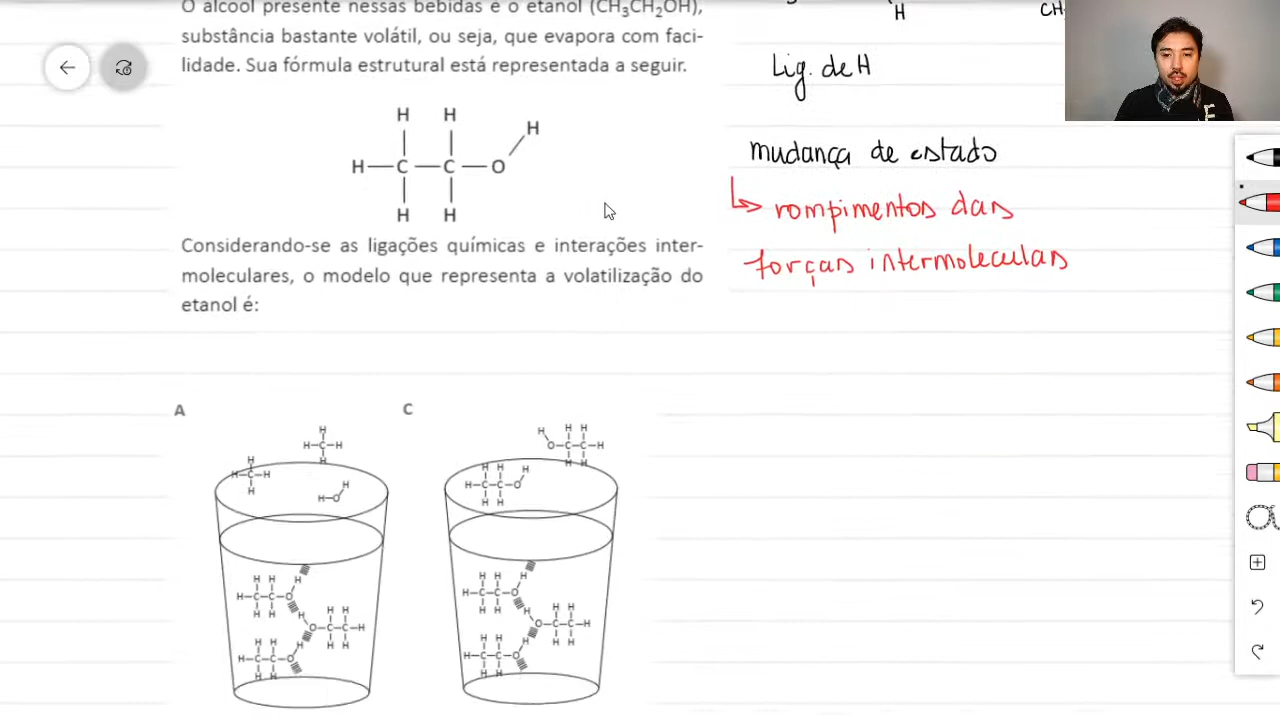 O álcool presente nessas bebidas é o etanol (CH₃CH₂OH),
substância bastante volátil, ou seja, que evapora com faci-
lidade. Sua fórmula estrutural está representada a seguir.
H H H
H—C—C—O
H H
Considerando-se as ligações químicas e interações inter-
moleculares, o modelo que representa a volatilização do
etanol é:
H
CH
Lig. de H
mudança de estado
↳ rompimentos das
forças intermoleculas
A
H
H—C—H
H
H
H—C—H
H
H—O
H
H H H
H—C—C—O
H H
H H H
O—C—C—H
H H
H H H
H—C—C—O
H H
C
H H H
O—C—C—H
H H
H H H
H—C—C—O
H H
H H H
H—C—C—O
H H
H H H
O—C—C—H
H H
H H H
H—C—C—O
H H
E